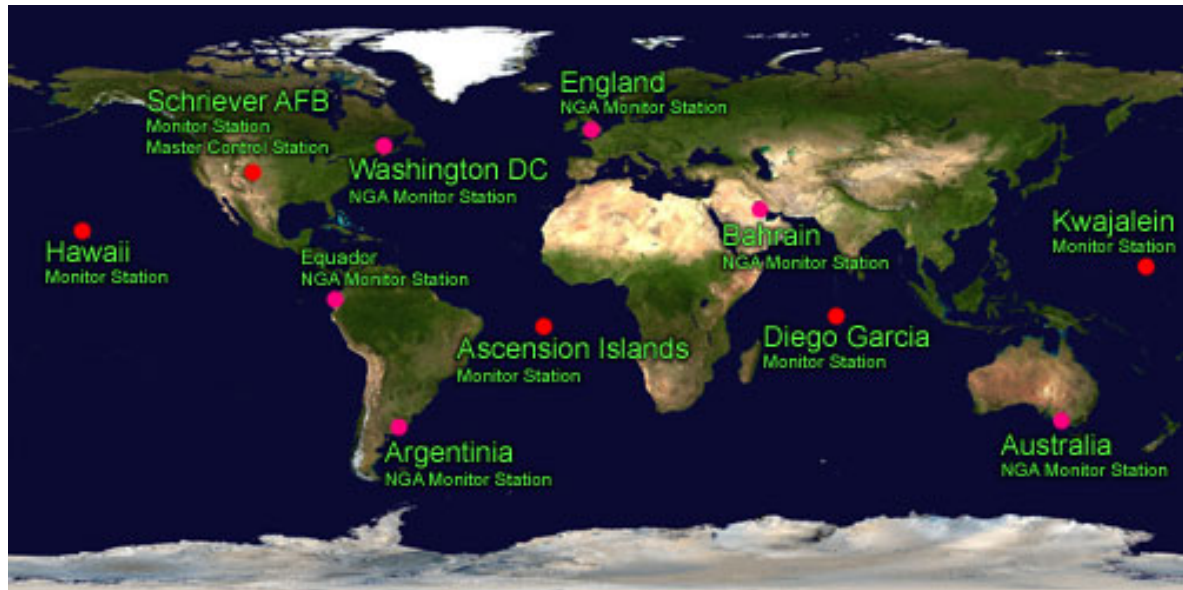 England
NGA Monitor Station
Schriever AFB
Monitor Station
Master Control Station
Washington DC
NGA Monitor Station
Kwajalein
Monitor Station
Bahrain
NGA Monitor Station
Hawaii
Monitor Station
Equador
NGA Monitor Station
Ascension Islands
Monitor Station
Diego Garcia
Monitor Station
Argentinia
NGA Monitor Station
Australia
NGA Monitor Station